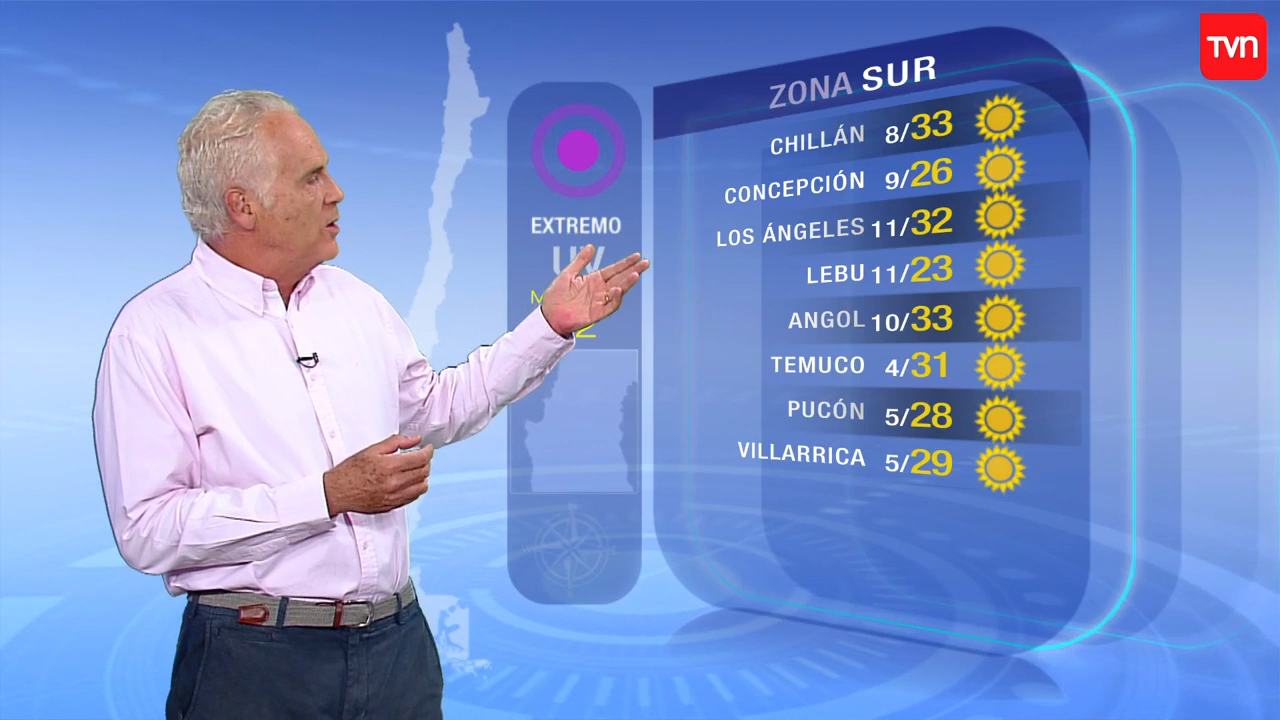 TVN
ZONA SUR
CHILLÁN 8/33
CONCEPCIÓN 9/26
LOS ÁNGELES 11/32
LEBU 11/23
ANGOL 10/33
TEMUCO 4/31
PUCÓN 5/28
VILLARRICA 5/29
EXTREMO
UV